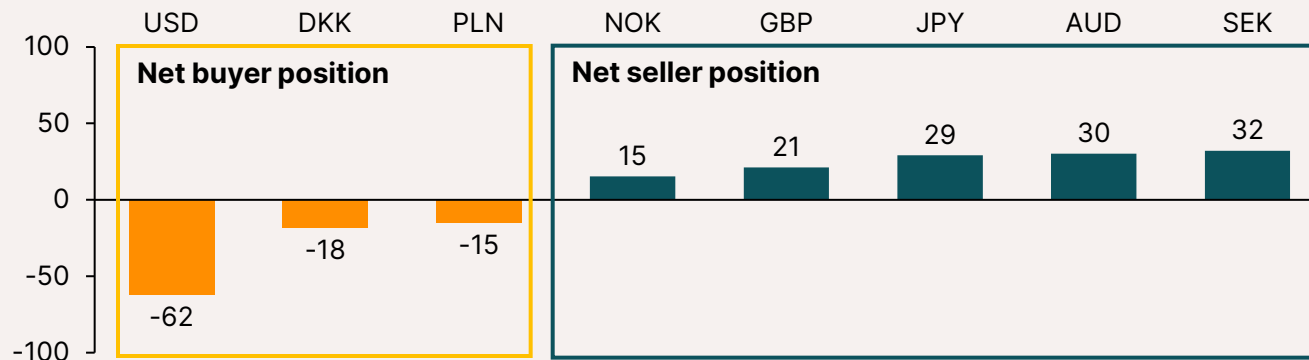 USD DKK PLN NOK GBP JPY AUD SEK
100
Net buyer position Net seller position
50
15 21 29 30 32
0
-18 -15
-50
-62
-100